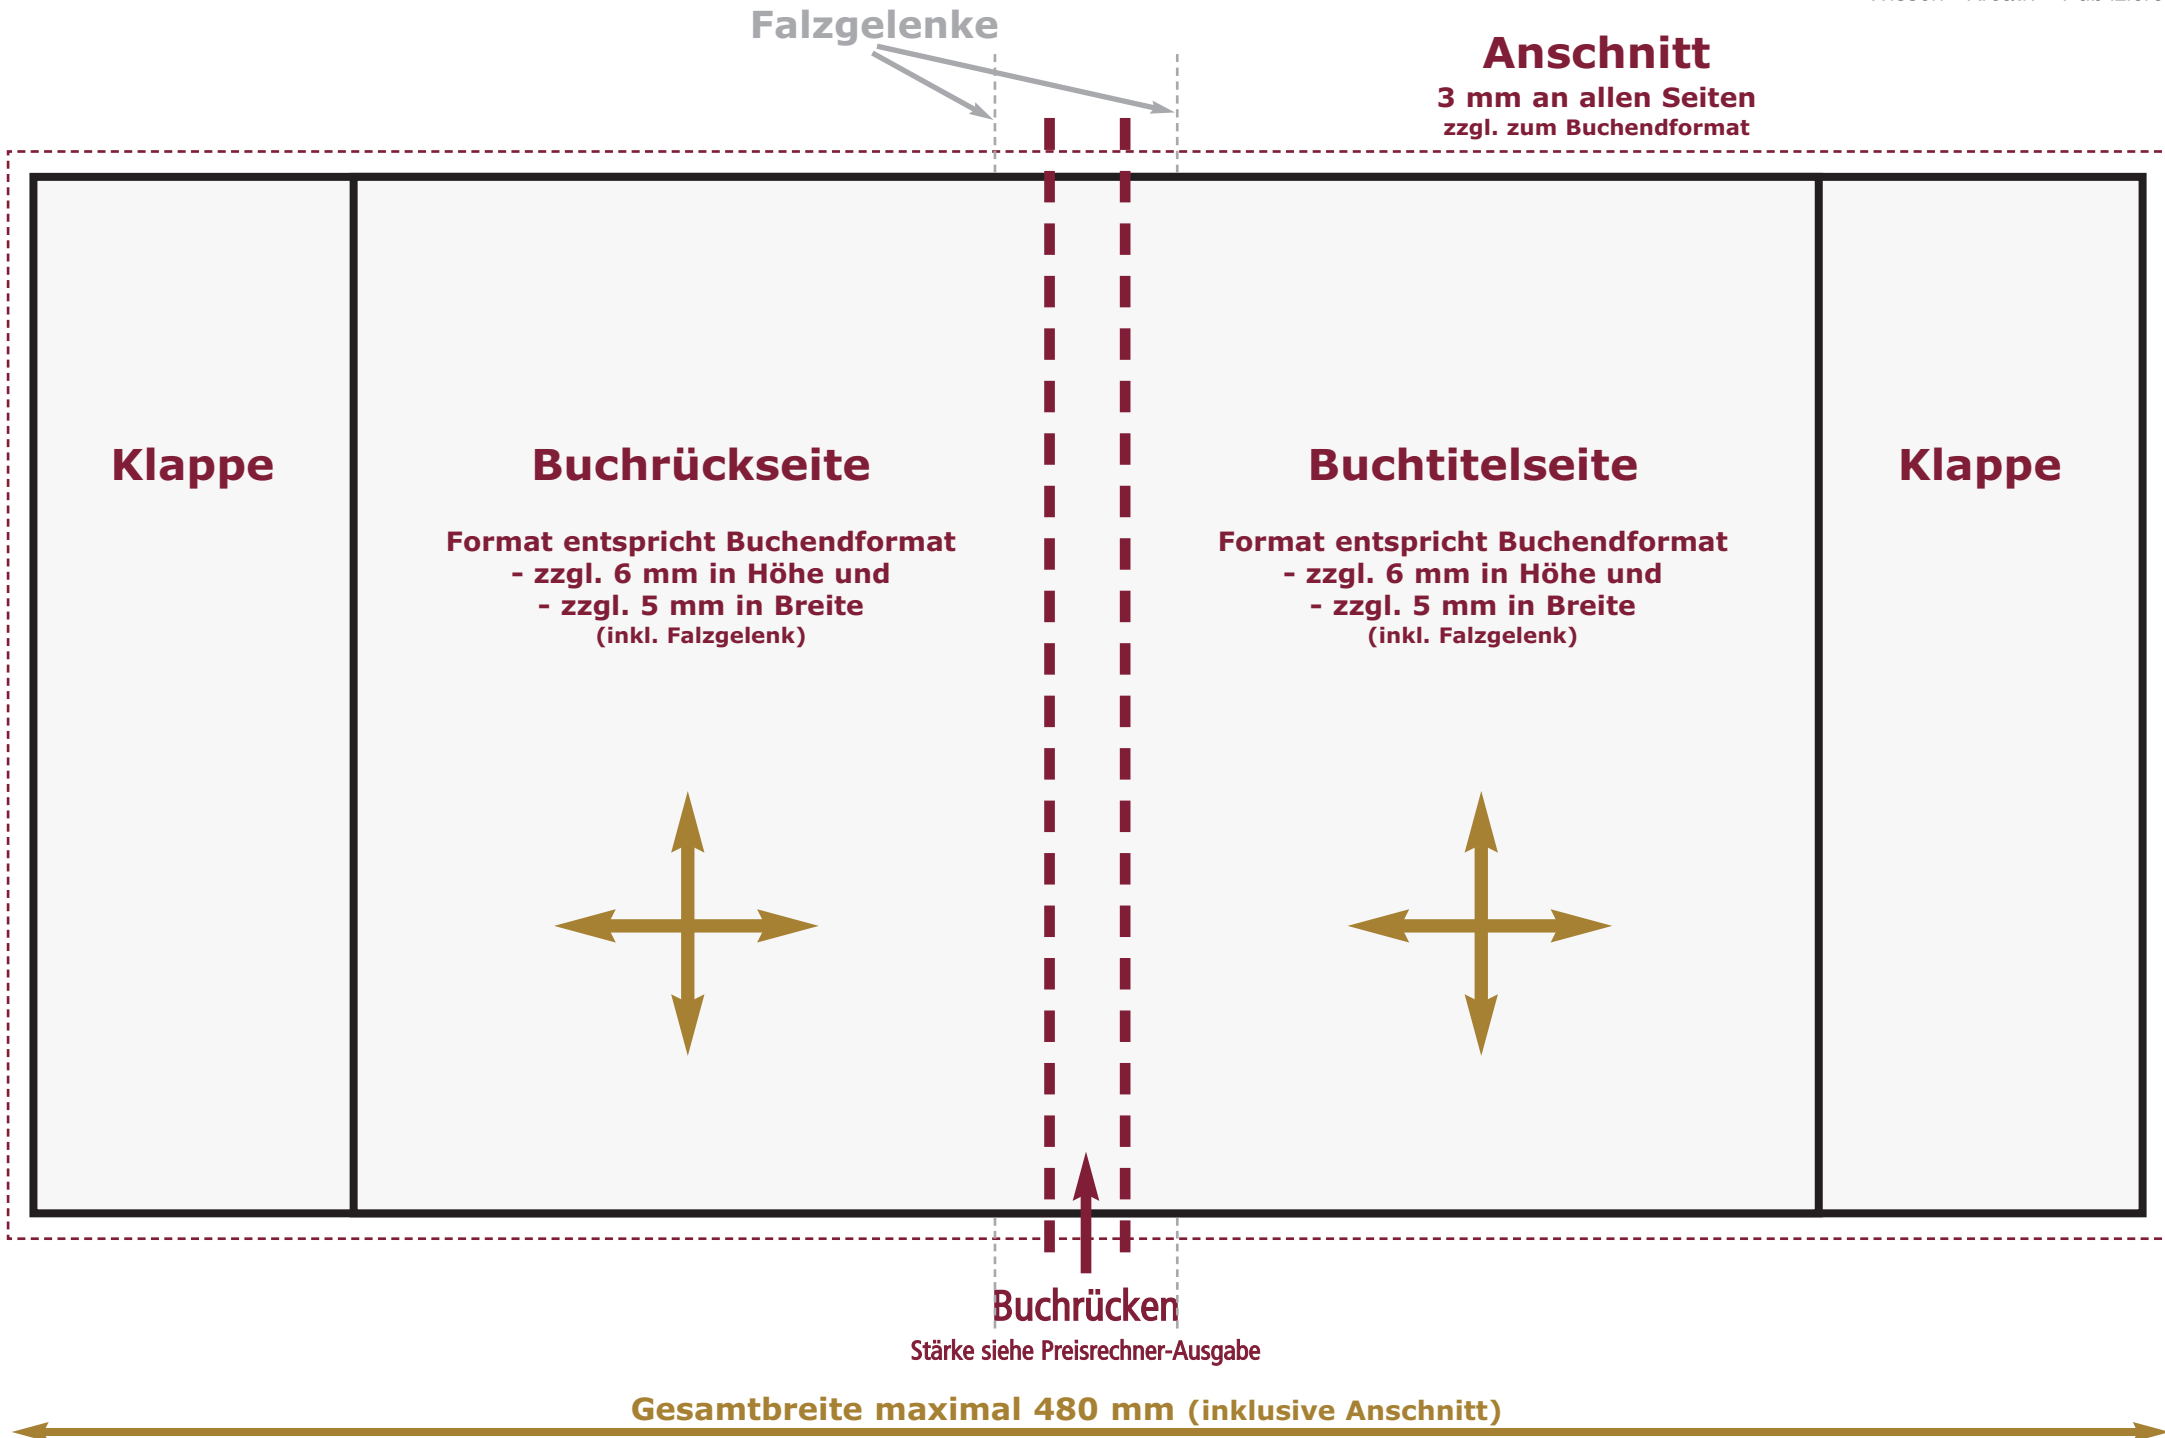 Falzgelenke
Anschnitt
3 mm an allen Seiten
zzgl. zum Buchendformat
Klappe
Buchrückseite
Format entspricht Buchendformat
- zzgl. 6 mm in Höhe und
- zzgl. 5 mm in Breite
(inkl. Falzgelenk)
Buchtitelseite
Format entspricht Buchendformat
- zzgl. 6 mm in Höhe und
- zzgl. 5 mm in Breite
(inkl. Falzgelenk)
Klappe
Buchrücken
Stärke siehe Preisrechner-Ausgabe
Gesamtbreite maximal 480 mm (inklusive Anschnitt)